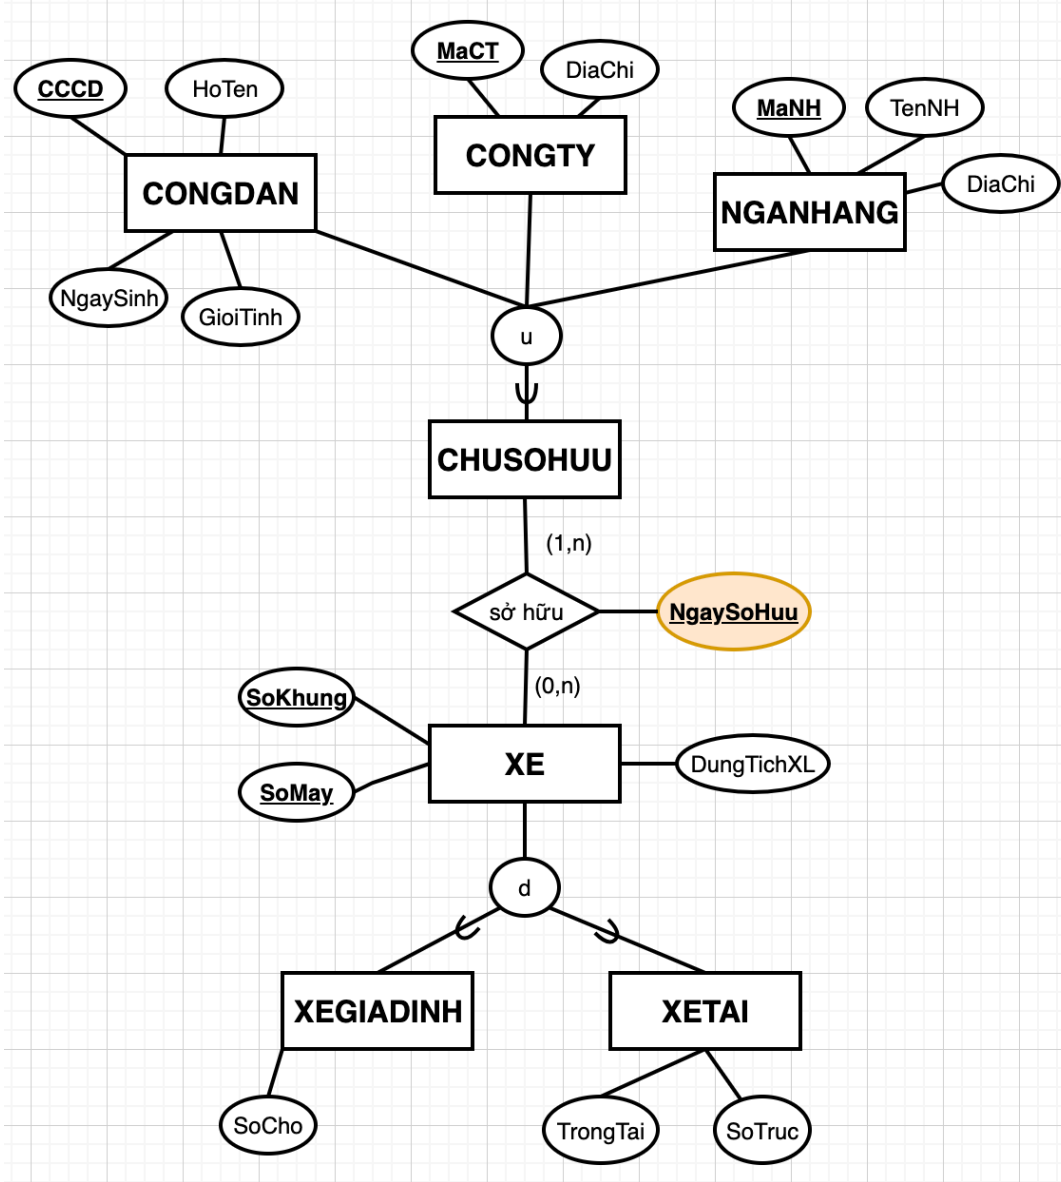 MaCT
DiaChi
CCCD
HoTen
MaNH
TenNH
CONGTY
CONGDAN
DiaChi
NGANHANG
NgaySinh
GioiTinh
u
CHUSOHUU
(1,n)
sở hữu
NgaySoHuu
(0,n)
SoKhung
XE
DungTichXL
SoMay
d
XEGIADINH
XETAI
SoCho
TrongTai
SoTruc